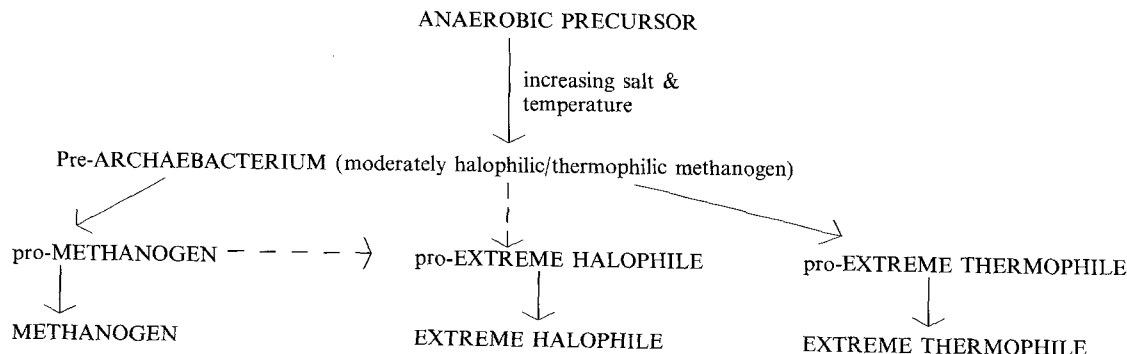 ANAEROBIC PRECURSOR
increasing salt &
temperature
Pre-ARCHAEBACTERIUM (moderately halophilic/thermophilic methanogen)
pro-METHANOGEN
pro-EXTREME HALOPHILE
pro-EXTREME THERMOPHILE
METHANOGEN
EXTREME HALOPHILE
EXTREME THERMOPHILE